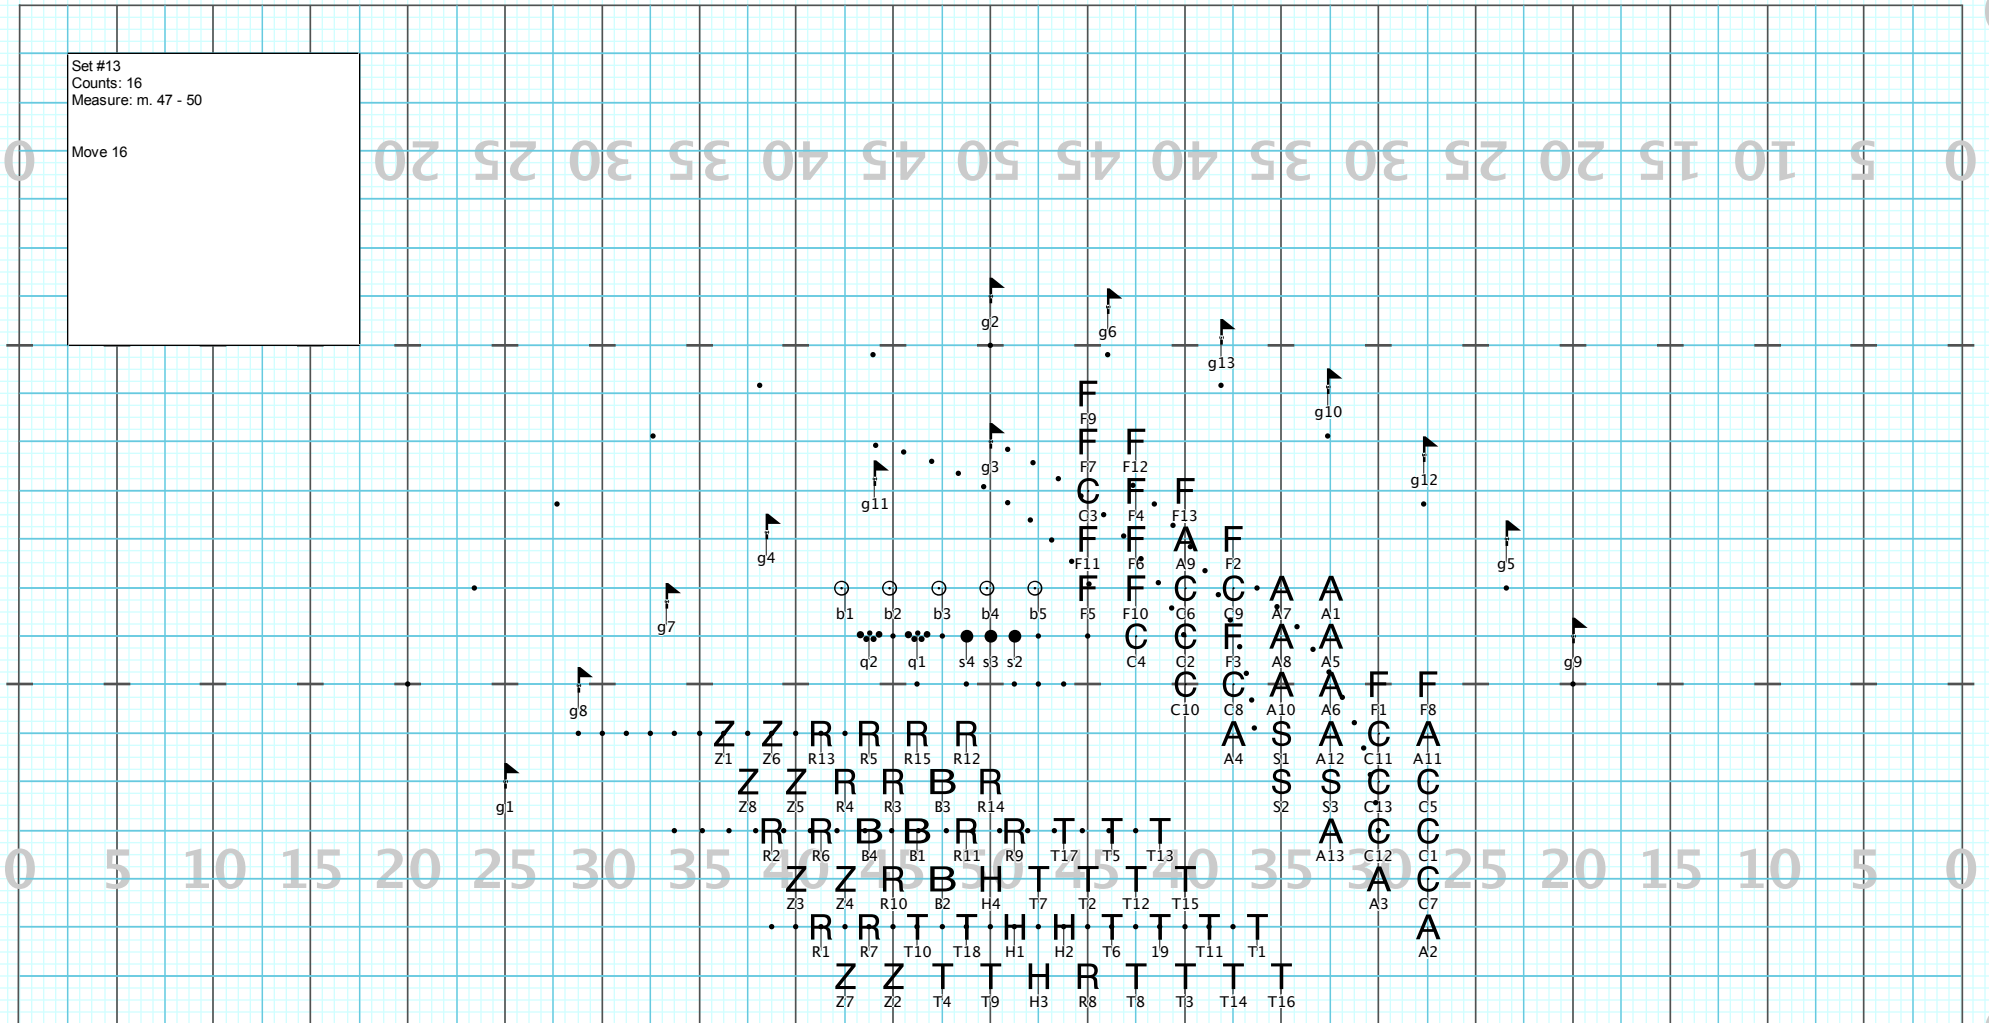 Set #13
Counts: 16
Measure: m. 47 - 50
Move 16
0 20 25 30 35 40 45 50 45 40 35 30 25 20 15 10 5 0
g2
g6
g13
F
g10
F9
g3 F F g12
F7 F12
g11 C F F
C3 F4 F13
g4 F F A F g5
F11 F6 A9 F2
F F C C A A
b1 b2 b3 b4 b5 F5 F10 C6 C9 A7 A1
g7 C C F A A
q2 q1 s4 s3 s2 C4 C2 F3 A8 A5 g9
C C A A F F
g8 C10 C8 A10 A6 F1 F8
Z Z R R R R A S A C A
Z1 Z6 R13 R5 R15 R12 A4 S1 A12 C11 A11
Z Z R R B R S S C C
g1 Z8 Z5 R4 R3 B3 R14 S2 S3 C13 C5
R R B B R R T T T A C C
R2 R6 B4 B1 R11 R9 T17 T5 T13 A13 C12 C1
0 5 10 15 20 25 30 35 40 45 50 45 40 35 30 25 20 15 10 5 0
Z Z R B H T T T T A C
Z3 Z4 R10 B2 H4 T7 T2 T12 T15 A3 C7
R R T T H H T T T T A
R1 R7 T10 T18 H1 H2 T6 19 T11 T1 A2
Z Z T T H R T T T T
Z7 Z2 T4 T9 H3 R8 T8 T3 T14 T16